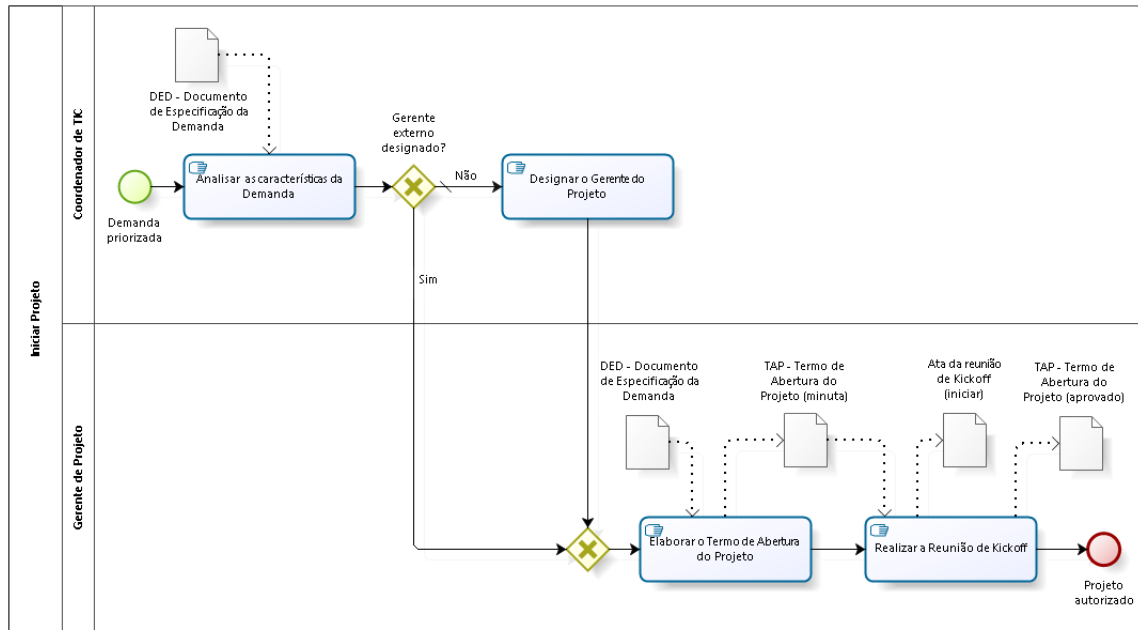 Iniciar Projeto
Coordenador de TIC
DED - Documento
de Especificação da
Demanda
Gerente
externo
designado?
Analisar as características da
Demanda
Não
Designar o Gerente do
Projeto
Demanda
priorizada
Sim
Gerente de Projeto
DED - Documento
de Especificação da
Demanda
TAP - Termo de
Abertura do
Projeto (minuta)
Ata da reunião
de Kickoff
(iniciar)
TAP - Termo de
Abertura do
Projeto (aprovado)
Elaborar o Termo de Abertura
do Projeto
Realizar a Reunião de Kickoff
Projeto
autorizado